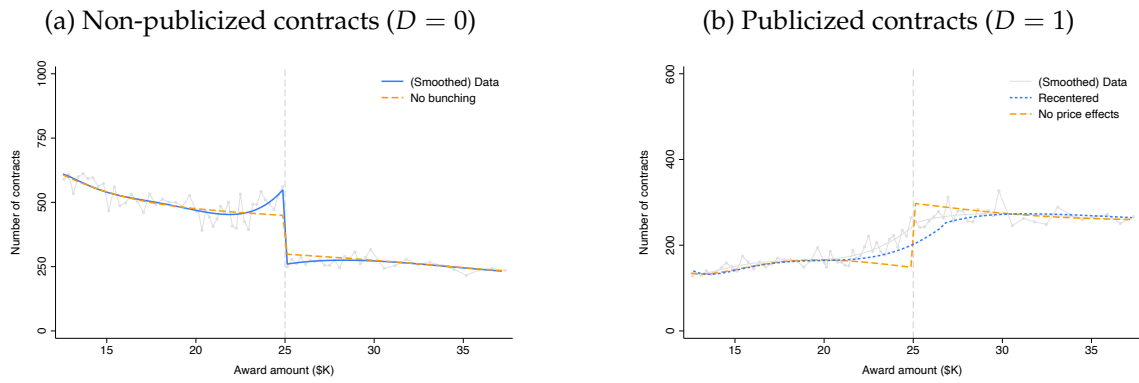 (a) Non-publicized contracts (D = 0)
1000
750
500
250
0
Number of contracts
(Smoothed) Data
No bunching
15
20
25
30
35
Award amount ($K)
(b) Publicized contracts (D = 1)
600
400
200
0
Number of contracts
(Smoothed) Data
Recentered
No price effects
15
20
25
30
35
Award amount ($K)